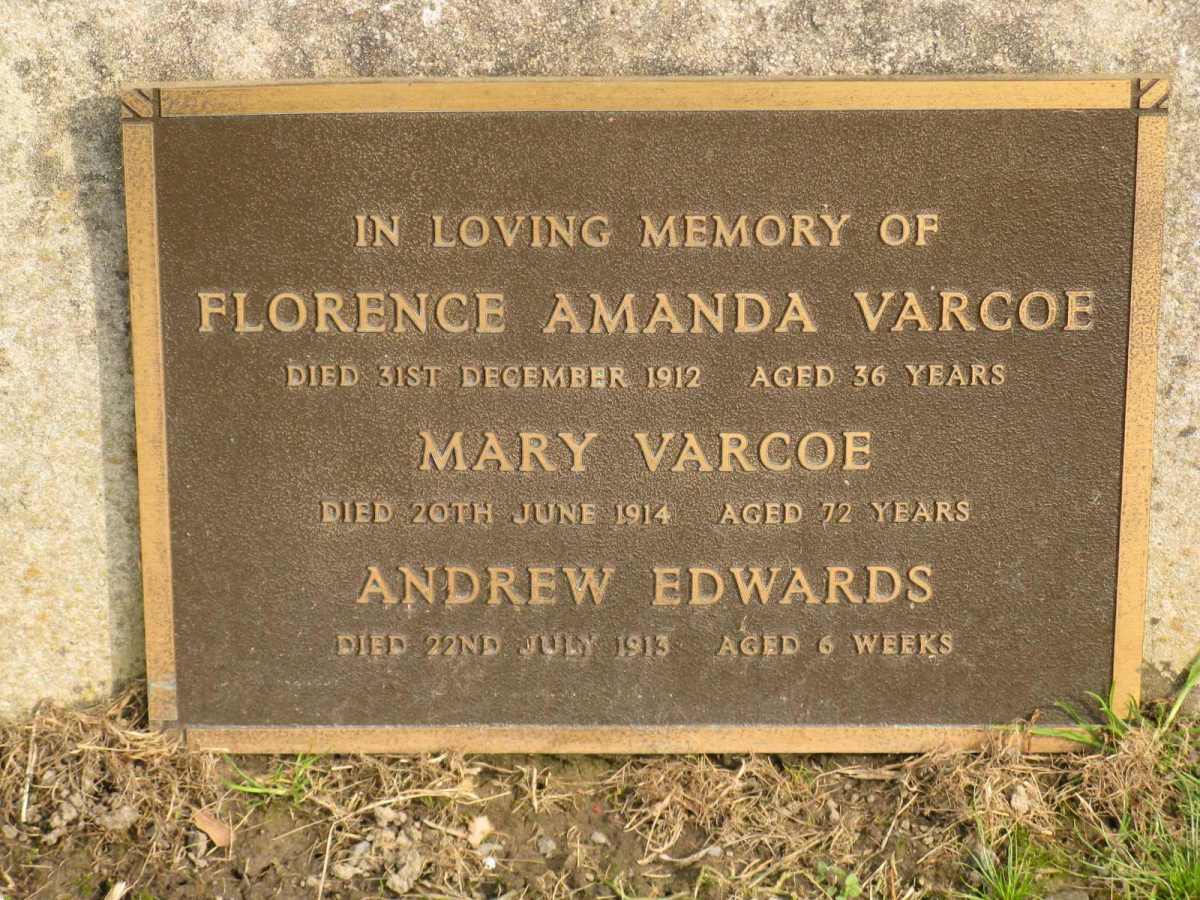 IN LOVING MEMORY OF
FLORENCE AMANDA VARCOE
DIED 31ST DECEMBER 1912 AGED 36 YEARS
MARY VARCOE
DIED 20TH JUNE 1914 AGED 72 YEARS
ANDREW EDWARDS
DIED 22ND JULY 1913 AGED 6 WEEKS